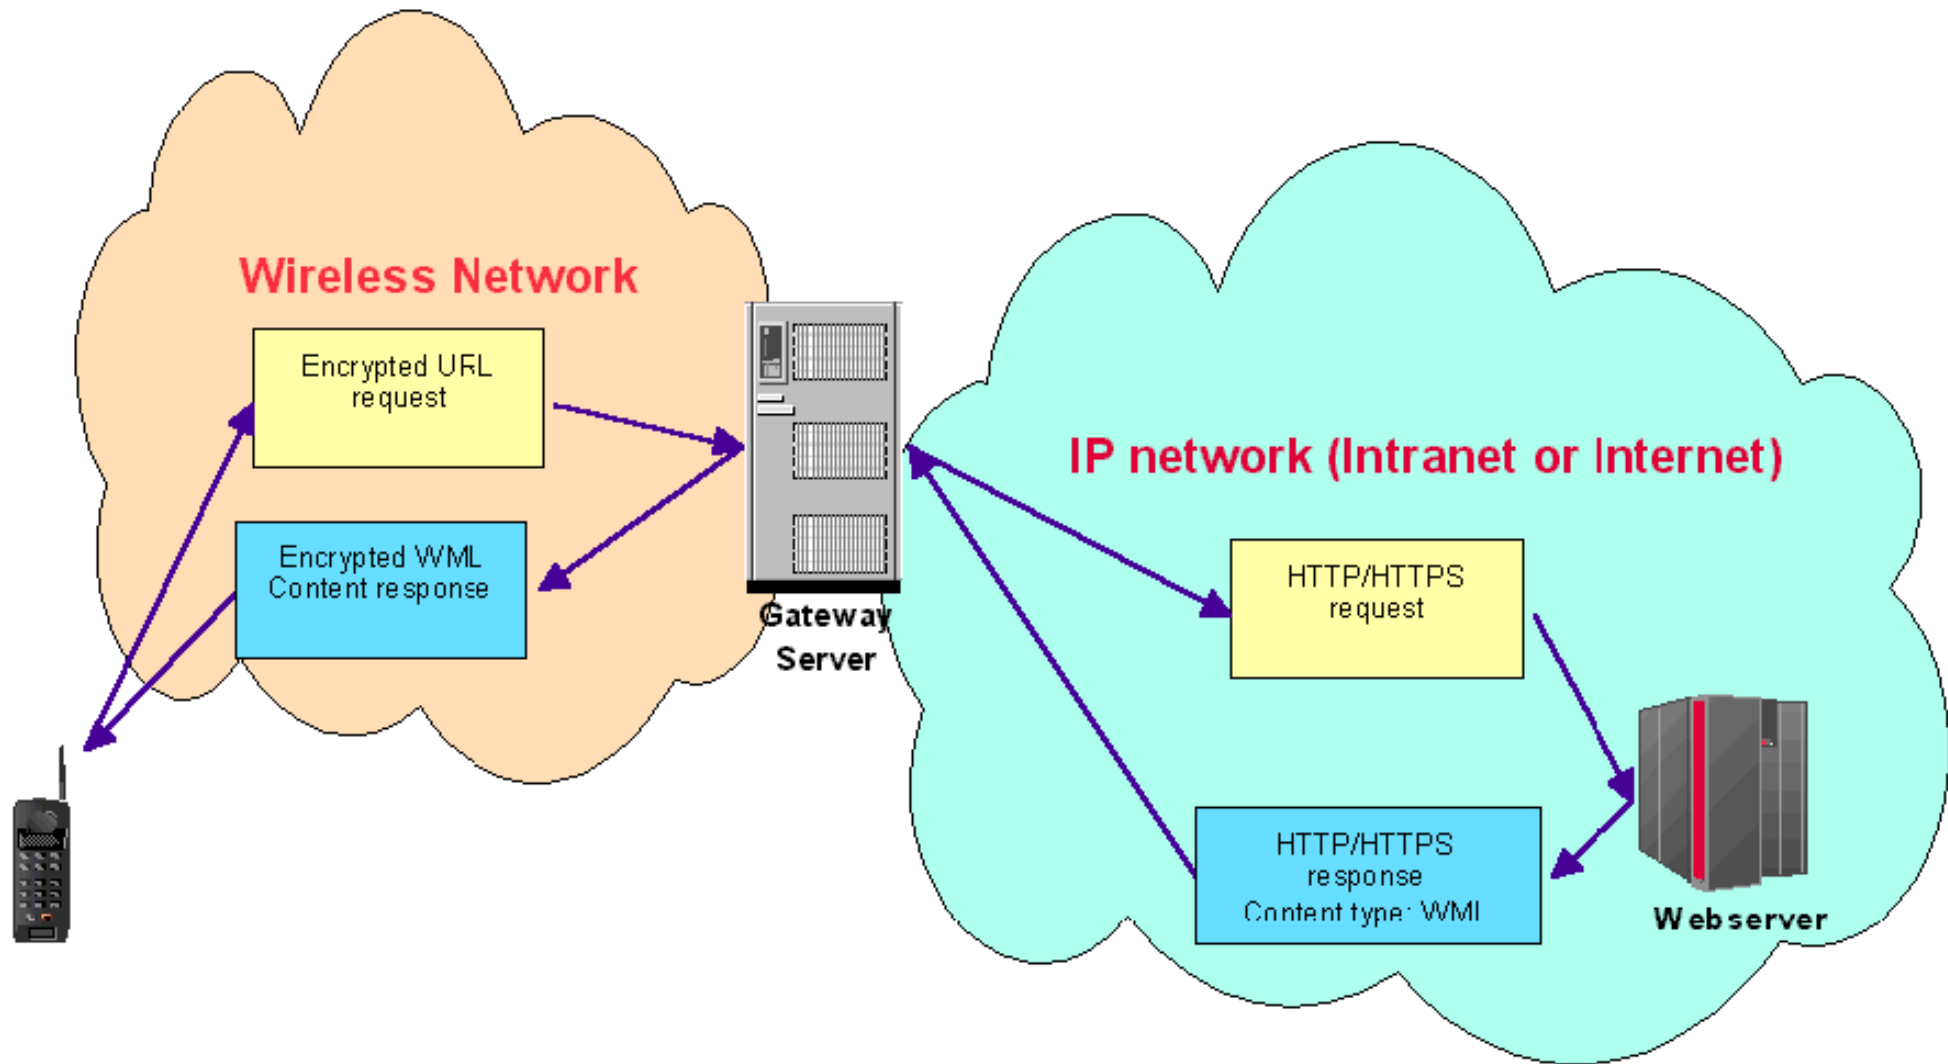 Wireless Network
Encrypted URL
request
Encrypted WML
Content response
Gateway
Server
IP network (Intranet or Internet)
HTTP/HTTPS
request
HTTP/HTTPS
response
Content type: WML
Webserver